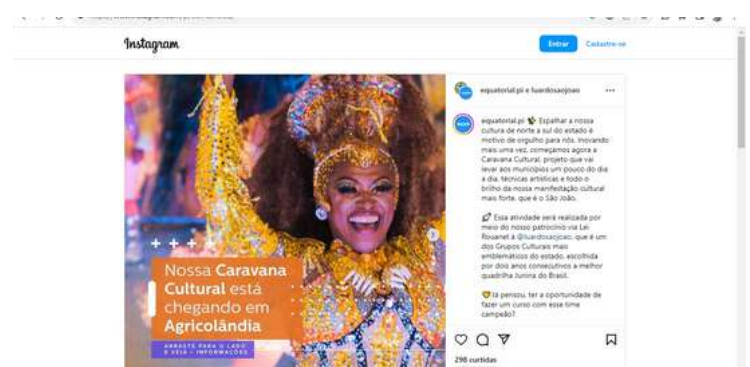 Instagram
Entrar
Cadastre-se
equatorial.pi e luardosaojoao
equatorial.pi 🌿 Espalhar a nossa
cultura de norte a sul do estado é
motivo de orgulho para nós. Inovando
mais uma vez, começamos agora a
Caravana Cultural, projeto que vai
levar aos municípios um pouco do dia
a dia, técnicas artísticas e todo o
brilho da nossa manifestação cultural
mais forte, que é o São João.
Essa atividade será realizada por
meio do nosso patrocínio via Lei
Rouanet à @luardosaojoao, que é um
dos Grupos Culturais mais
emblemáticos do estado, escolhida
por dois anos consecutivos a melhor
quadrilha Junina do Brasil.
Já pensou, ter a oportunidade de
fazer um curso com esse time
campeão?
298 curtidas
Nossa Caravana
Cultural está
chegando em
Agricolândia
ARRASTE PARA O LADO
E VEJA + INFORMAÇÕES